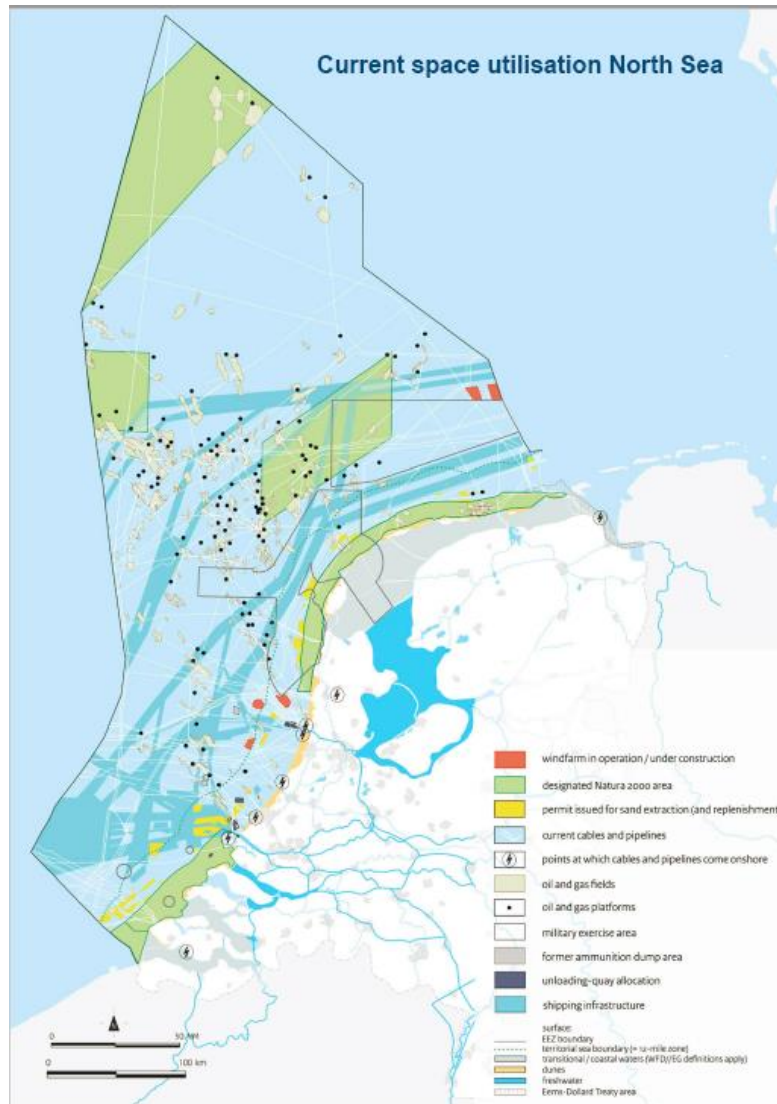 Current space utilisation North Sea
windfarm in operation / under construction
designated Natura 2000 area
permit issued for sand extraction (and replenishment)
current cables and pipelines
points at which cables and pipelines come onshore
oil and gas fields
oil and gas platforms
military exercise area
former ammunition dump area
unloading-quay allocation
shipping infrastructure
surface:
EEZ boundary
territorial sea boundary (= 12-mile zone)
transitional / coastal waters (WFD//EG definitions apply)
dunes
freshwater
Eems-Dollard Treaty area
0 50 NM
0 100 km